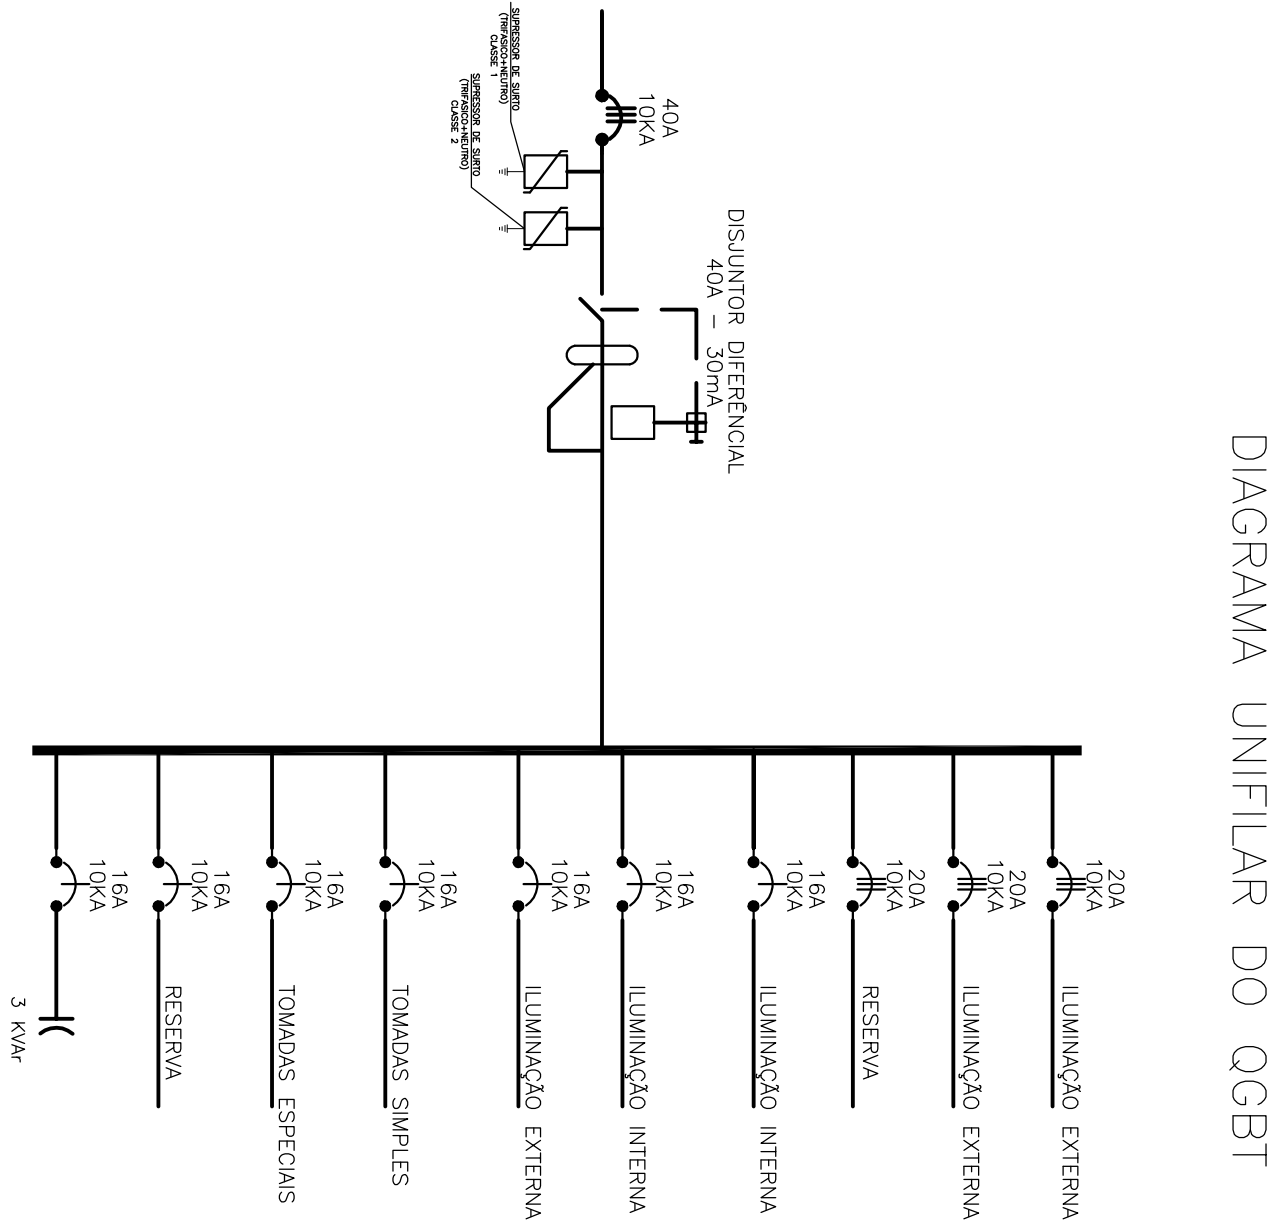 DIAGRAMA UNIFILAR DO QGBT
40A
10KA
SUPRESSOR DE SURTO
(TRIFASICO+NEUTRO)
CLASSE 1
SUPRESSOR DE SURTO
(TRIFASICO+NEUTRO)
CLASSE 2
DISJUNTOR DIFERÊNCIAL
40A - 30mA
20A
10KA
ILUMINAÇÃO EXTERNA
20A
10KA
ILUMINAÇÃO EXTERNA
20A
10KA
RESERVA
16A
10KA
ILUMINAÇÃO INTERNA
16A
10KA
ILUMINAÇÃO INTERNA
16A
10KA
ILUMINAÇÃO EXTERNA
16A
10KA
TOMADAS SIMPLES
16A
10KA
TOMADAS ESPECIAIS
16A
10KA
RESERVA
16A
10KA
3 KVAr